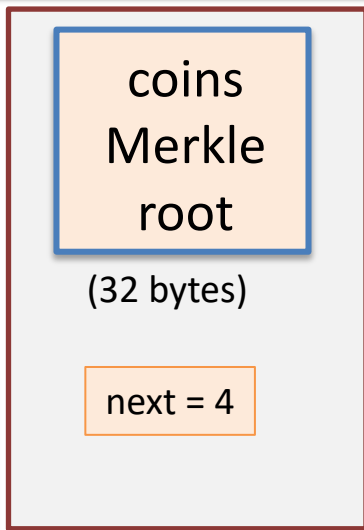 coins
Merkle
root
(32 bytes)
next = 4